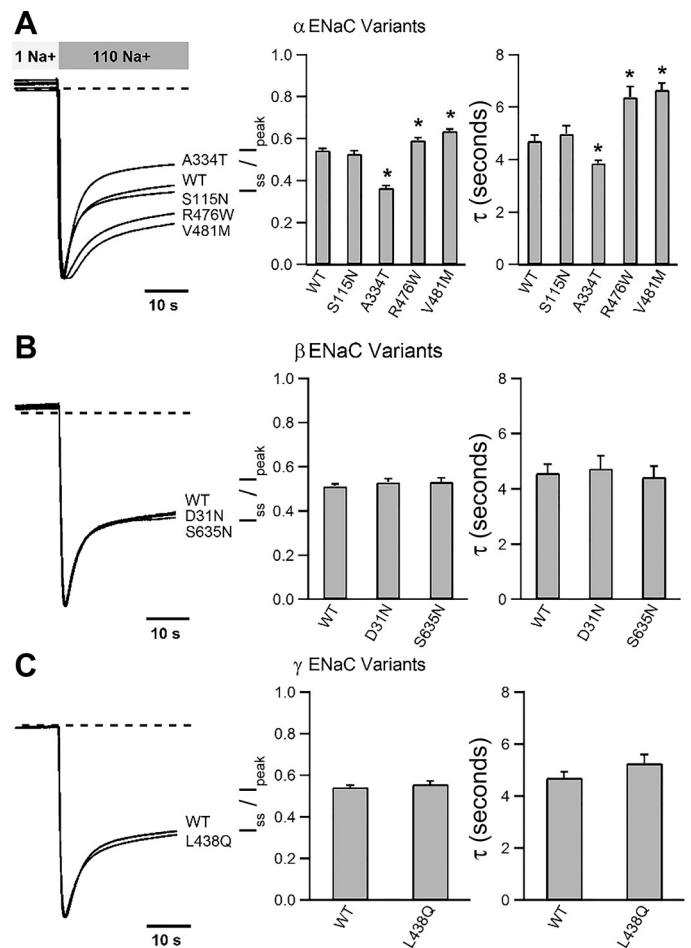 A
α ENaC Variants
1 Na+ 110 Na+
A334T
WT
S115N
R476W
V481M
10 s
Iss / Ipeak
1.0
0.8
0.6
0.4
0.2
0.0
*
*
*
WT
S115N
A334T
R476W
V481M
τ (seconds)
8
6
4
2
0
*
*
*
WT
S115N
A334T
R476W
V481M
B
β ENaC Variants
WT
D31N
S635N
10 s
Iss / Ipeak
1.0
0.8
0.6
0.4
0.2
0.0
WT
D31N
S635N
τ (seconds)
8
6
4
2
0
WT
D31N
S635N
C
γ ENaC Variants
WT
L438Q
10 s
Iss / Ipeak
1.0
0.8
0.6
0.4
0.2
0.0
WT
L438Q
τ (seconds)
8
6
4
2
0
WT
L438Q